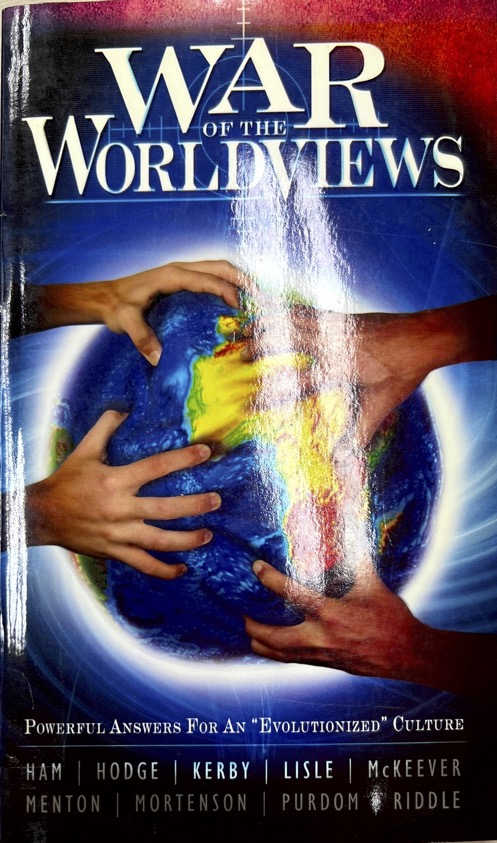 WAR
OF THE
WORLDVIEWS
POWERFUL ANSWERS FOR AN "EVOLUTIONIZED" CULTURE
HAM | HODGE | KERBY | LISLE | McKEEVER
MENTON | MORTENSON | PURDOM | RIDDLE